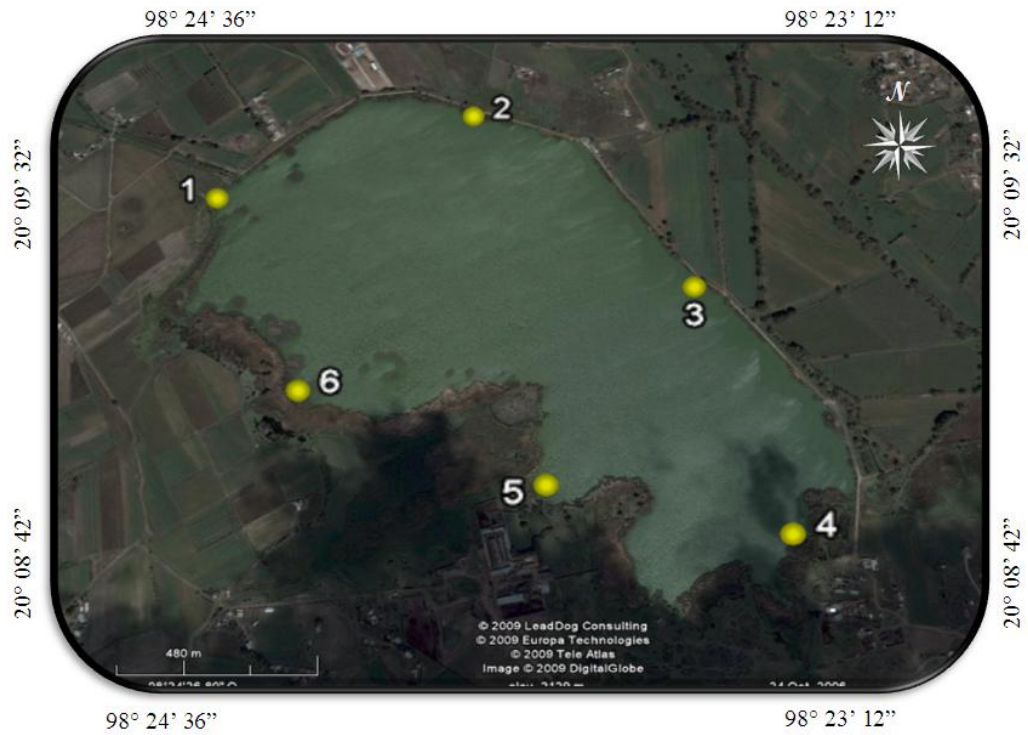 98° 24’ 36”
98° 23’ 12”
N
20° 09’ 32”
20° 09’ 32”
1
2
3
6
5
4
20° 08’ 42”
20° 08’ 42”
© 2009 LeadDog Consulting
© 2009 Europa Technologies
© 2009 Tele Atlas
Image © 2009 DigitalGlobe
480 m
98° 24’ 36”
98° 23’ 12”